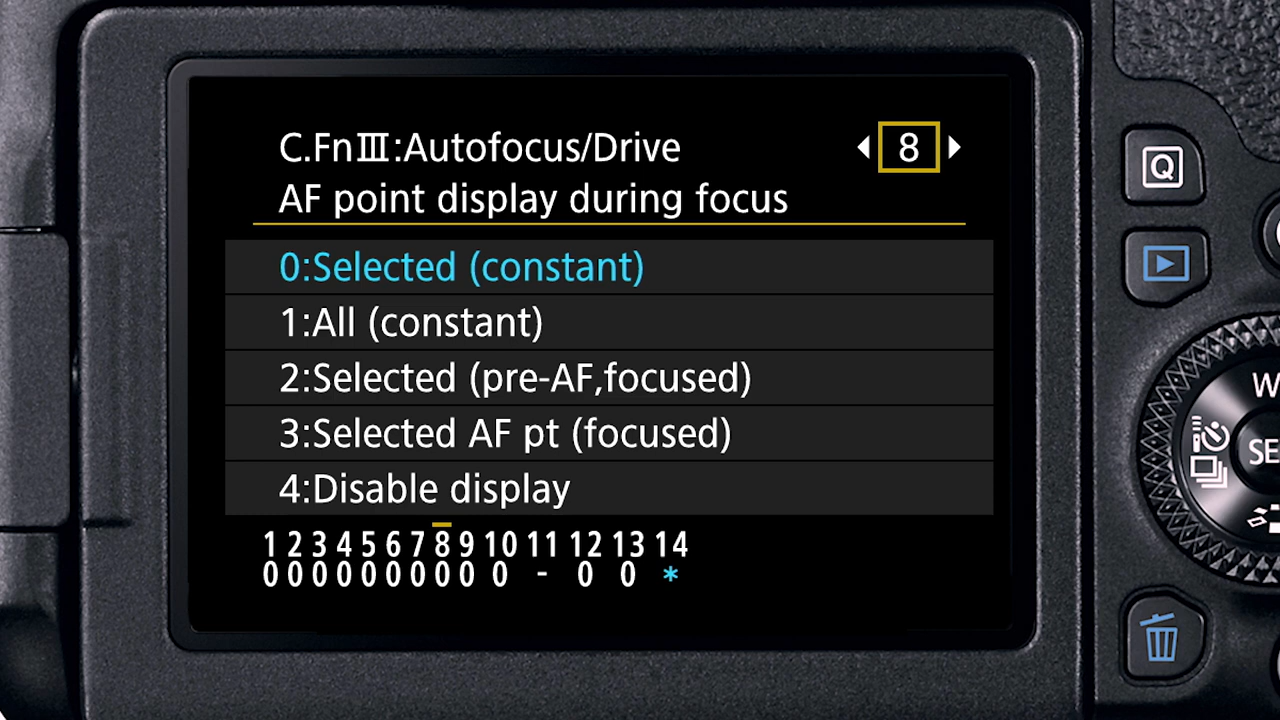 C.FnⅢ:Autofocus/Drive 8
AF point display during focus
0:Selected (constant)
1:All (constant)
2:Selected (pre-AF,focused)
3:Selected AF pt (focused)
4:Disable display
1 2 3 4 5 6 7 8 9 10 11 12 13 14
0 0 0 0 0 0 0 0 0 0 - 0 0 *
Q
W
SE